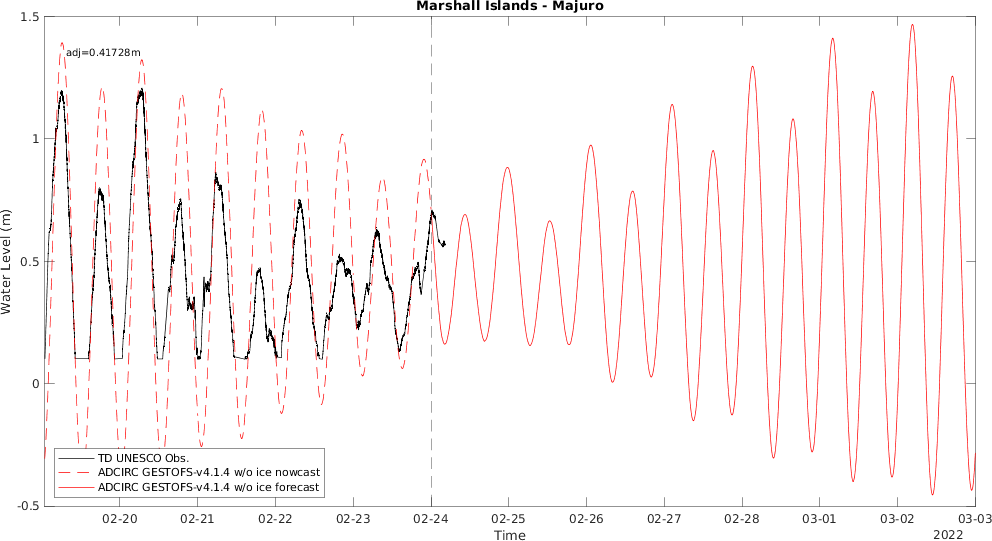 Marshall Islands - Majuro
adj=0.41728m
1.5
1
0.5
0
-0.5
Water Level (m)
TD UNESCO Obs.
ADCIRC GESTOFS-v4.1.4 w/o ice nowcast
ADCIRC GESTOFS-v4.1.4 w/o ice forecast
02-20 02-21 02-22 02-23 02-24 02-25 02-26 02-27 02-28 03-01 03-02 03-03
Time
2022